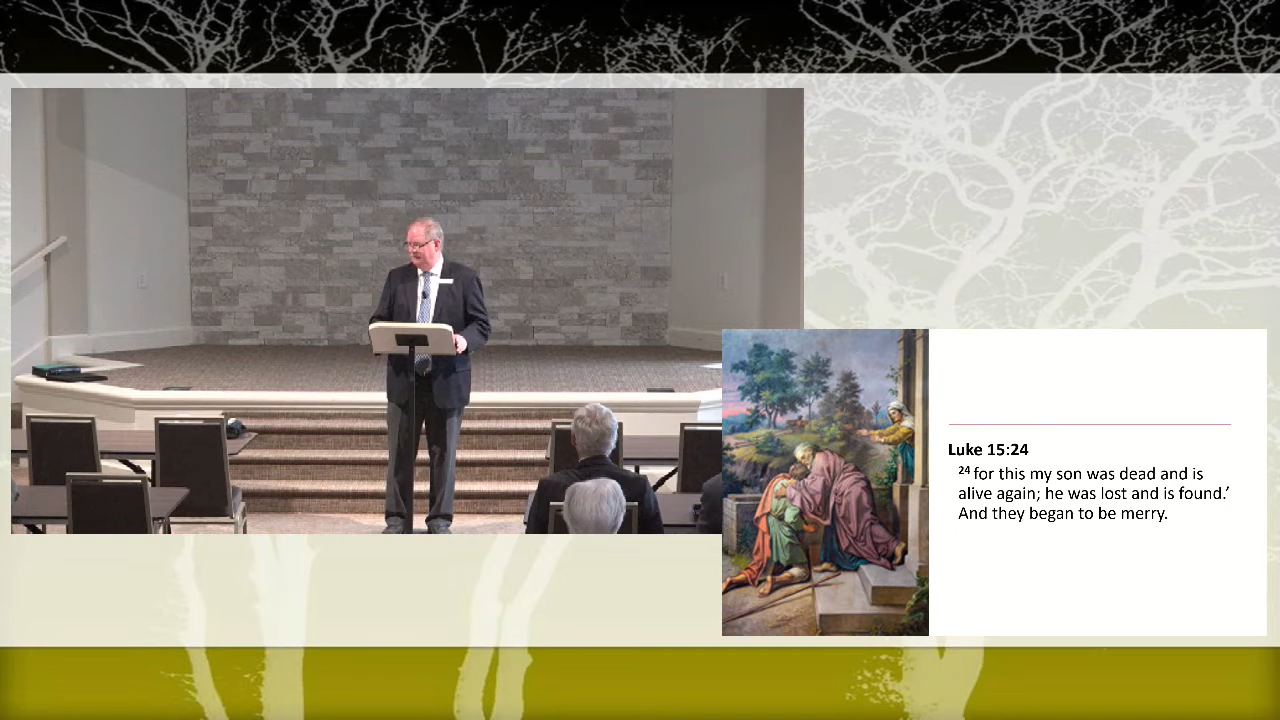 Luke 15:24
24 for this my son was dead and is
alive again; he was lost and is found.’
And they began to be merry.